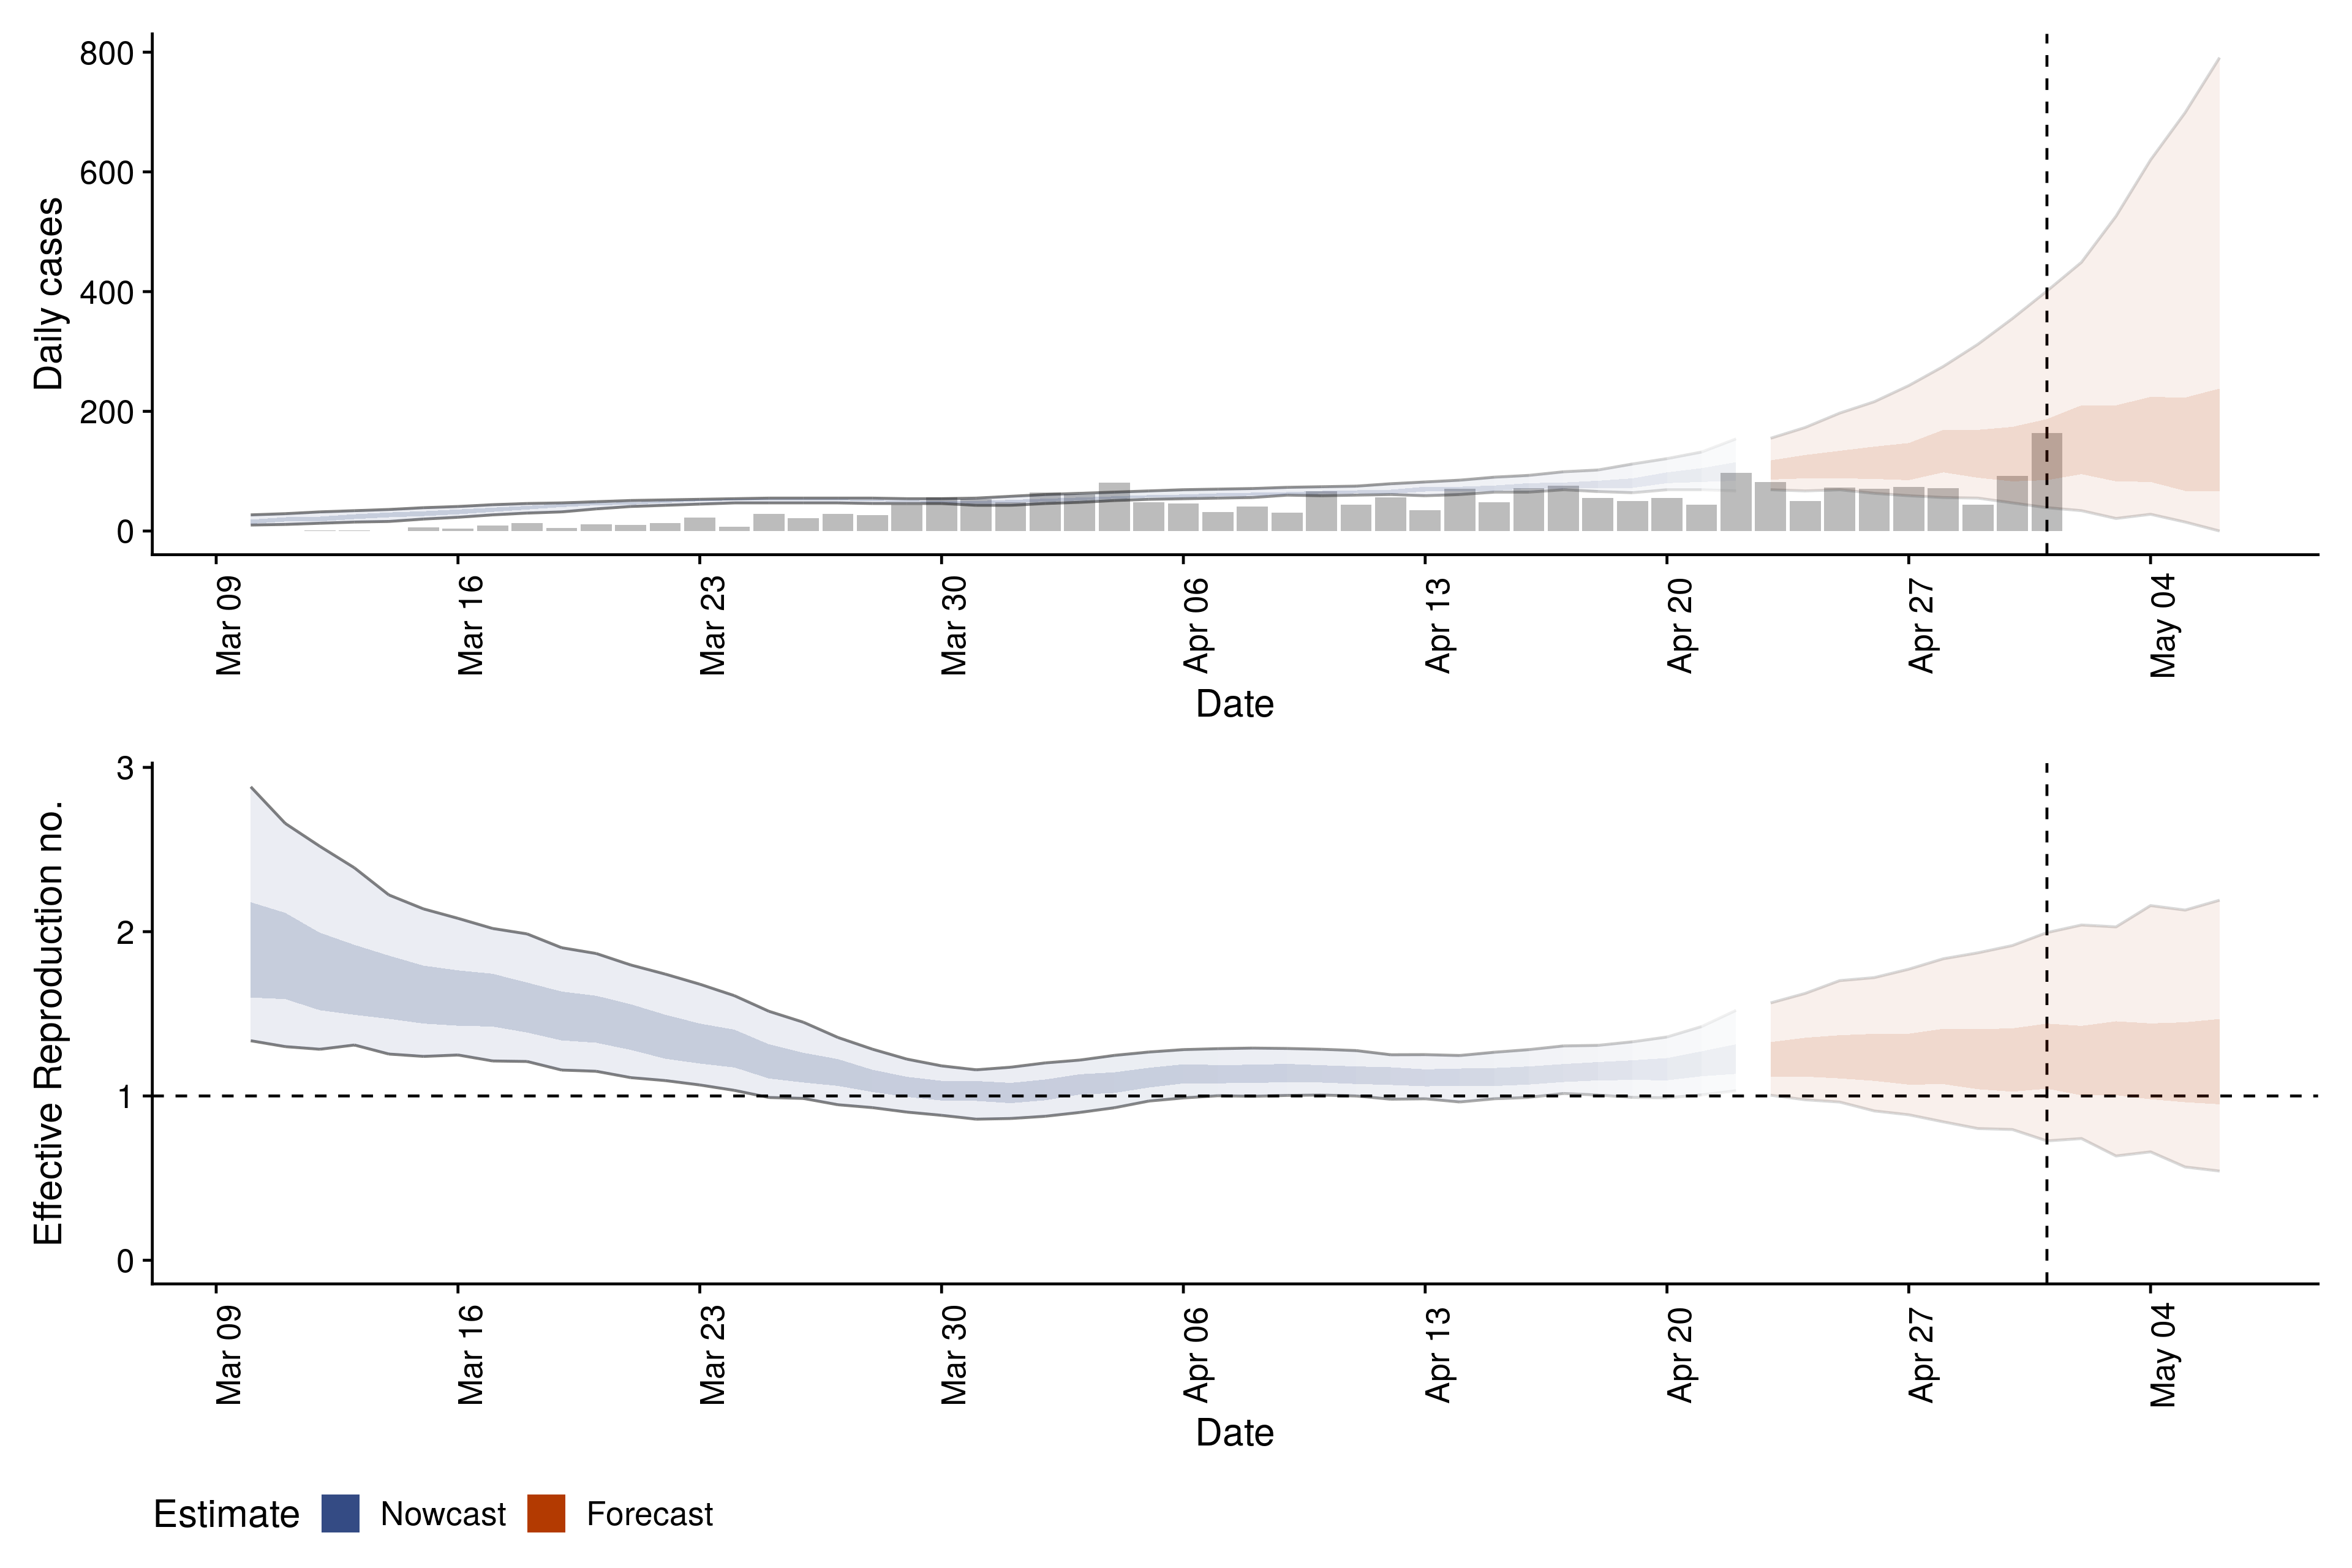 Daily cases
800
600
400
200
0
Mar 09
Mar 16
Mar 23
Mar 30
Apr 06
Apr 13
Apr 20
Apr 27
May 04
Date
Effective Reproduction no.
3
2
1
0
Mar 09
Mar 16
Mar 23
Mar 30
Apr 06
Apr 13
Apr 20
Apr 27
May 04
Date
Estimate Nowcast Forecast